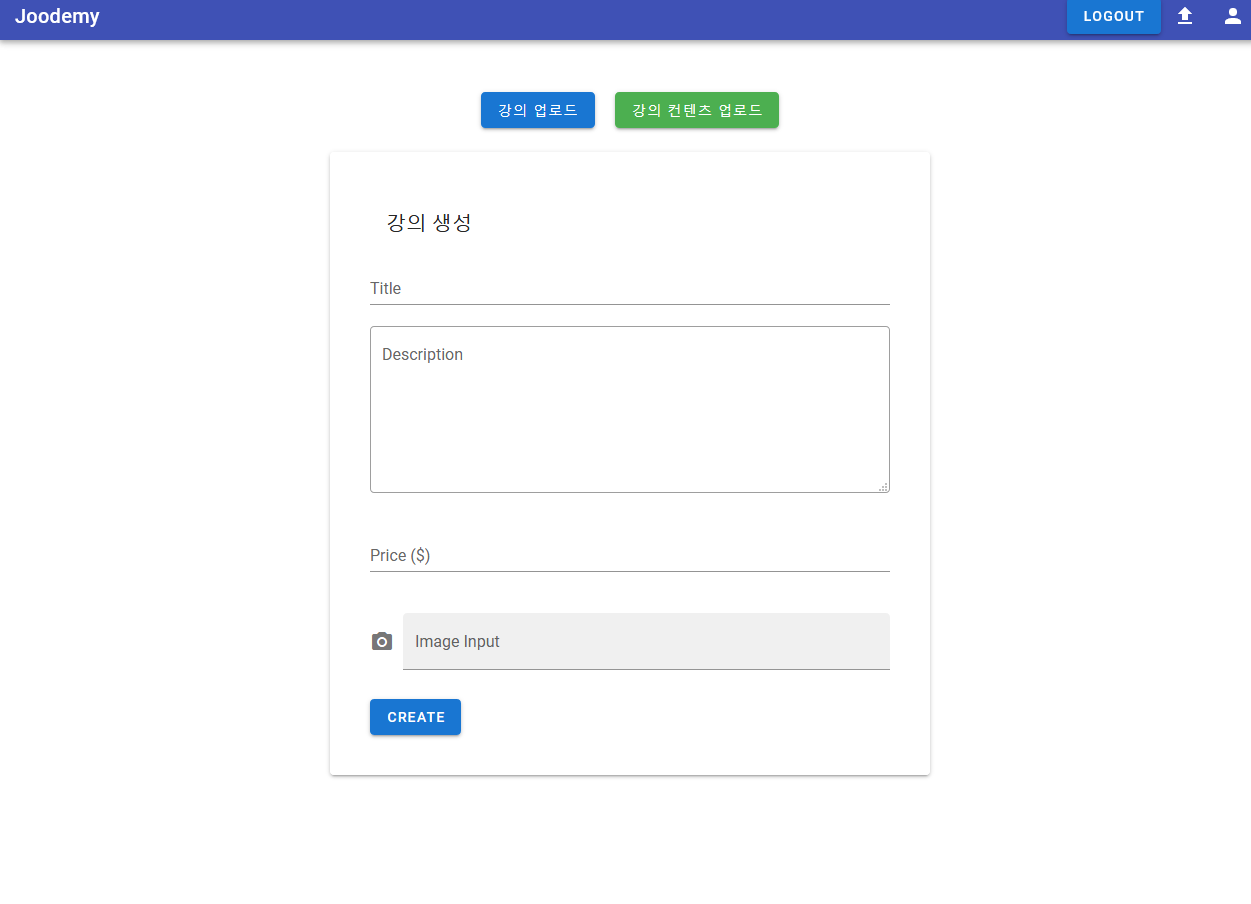 Joodemy
LOGOUT
강의 업로드
강의 컨텐츠 업로드
강의 생성
Title
Description
Price ($)
Image Input
CREATE